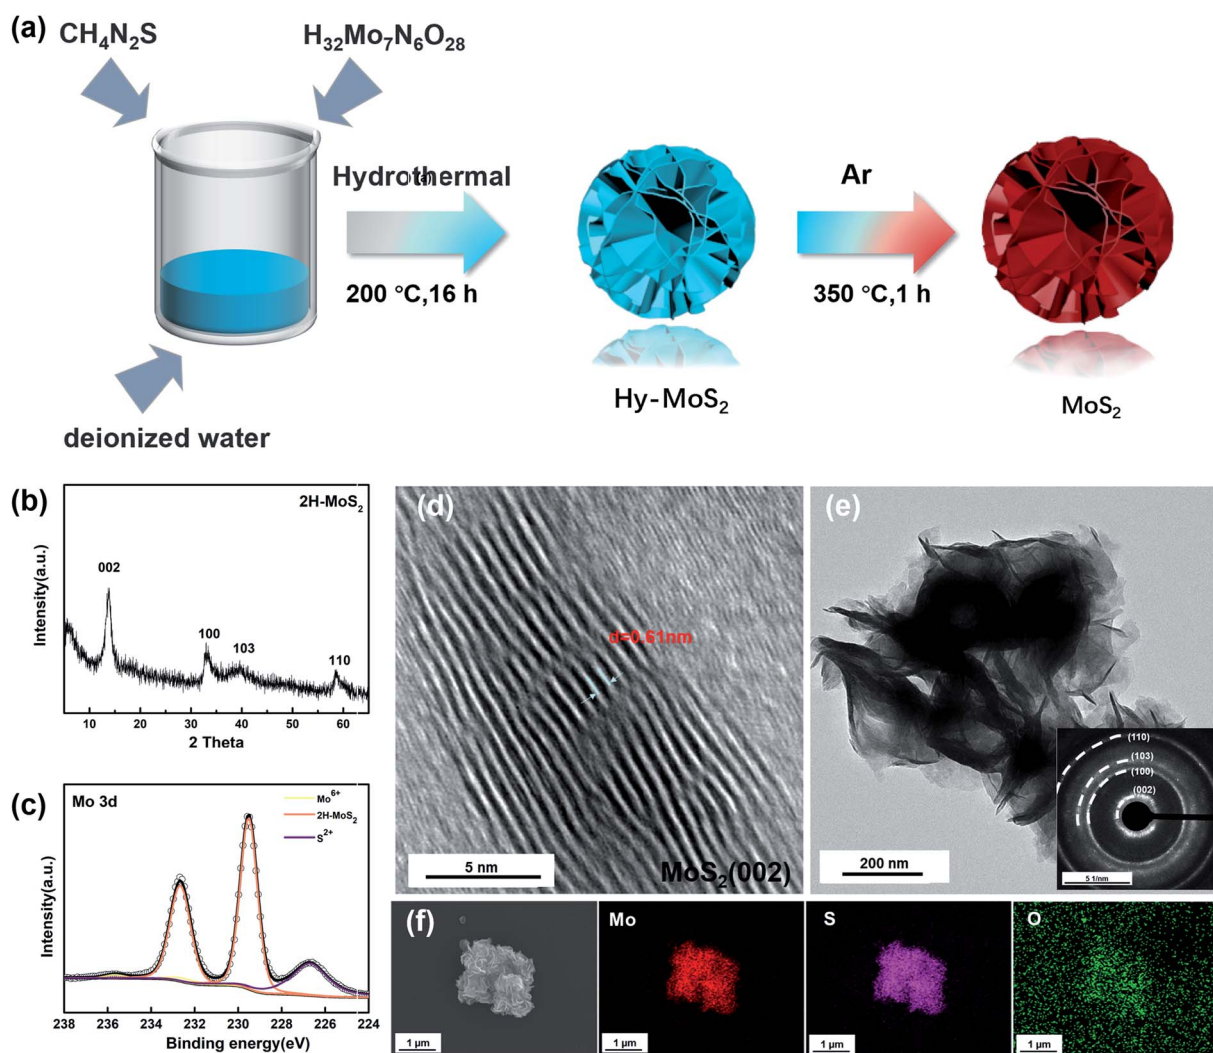 (a)
CH4N2S
H32Mo7N6O28
Hydrothermal
200 °C,16 h
Ar
350 °C,1 h
Hy-MoS2
MoS2
deionized water
(b)
2H-MoS2
002
100
103
110
Intensity(a.u.)
10 20 30 40 50 60
2 Theta
(c)
Mo 3d
Mo6+
2H-MoS2
S2+
Intensity(a.u.)
238 236 234 232 230 228 226 224
Binding energy(eV)
(d)
d=0.61nm
5 nm
MoS2(002)
(e)
(110)
(103)
(100)
(002)
200 nm
5 1/nm
(f)
Mo
S
O
1 µm
1 µm
1 µm
1 µm